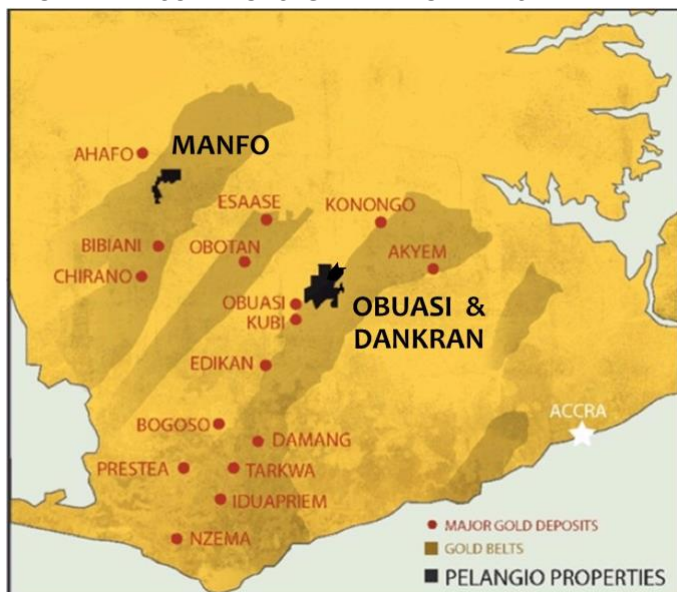 MANFO
AHAFO
ESAASE
KONONGO
BIBIANI
OBOTAN
AKYEM
CHIRANO
OBUASI
KUBI
OBUASI &
DANKRAN
EDIKAN
ACCRA
BOGOSO
DAMANG
PRESTEA
TARKWA
IDUAPRIEM
NZEMA
MAJOR GOLD DEPOSITS
GOLD BELTS
PELANGIO PROPERTIES